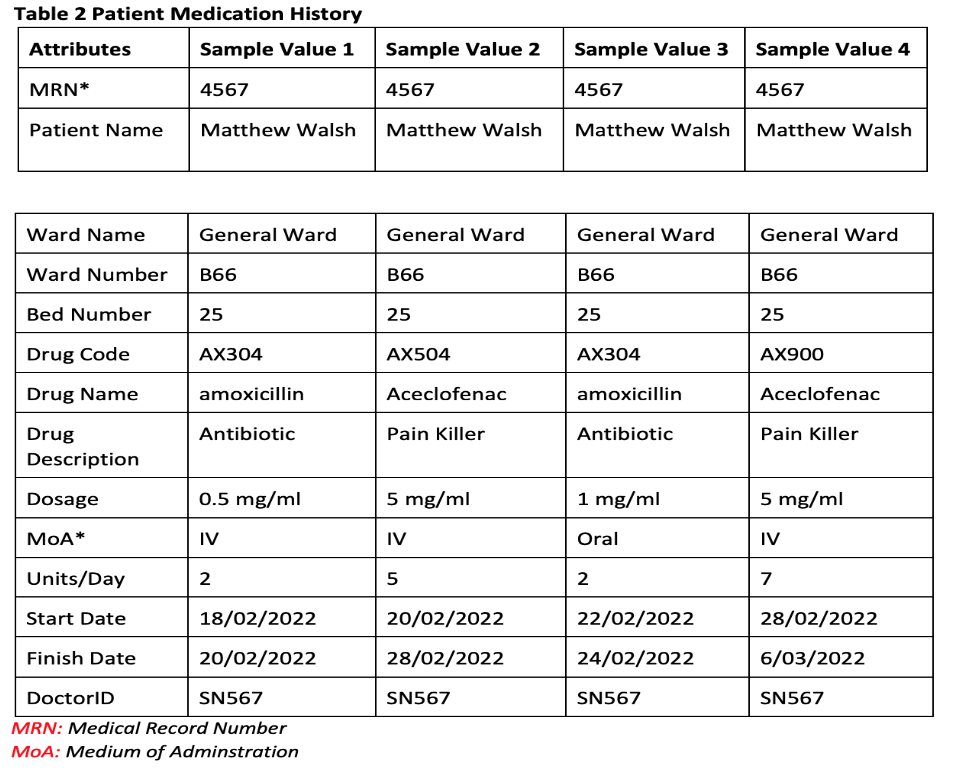 Table 2 Patient Medication History
Attributes Sample Value 1 Sample Value 2 Sample Value 3 Sample Value 4
MRN* 4567 4567 4567 4567
Patient Name Matthew Walsh Matthew Walsh Matthew Walsh Matthew Walsh
Ward Name General Ward General Ward General Ward General Ward
Ward Number B66 B66 B66 B66
Bed Number 25 25 25 25
Drug Code AX304 AX504 AX304 AX900
Drug Name amoxicillin Aceclofenac amoxicillin Aceclofenac
Drug Antibiotic Pain Killer Antibiotic Pain Killer
Description
Dosage 0.5 mg/ml 5 mg/ml 1 mg/ml 5 mg/ml
MoA* IV IV Oral IV
Units/Day 2 5 2 7
Start Date 18/02/2022 20/02/2022 22/02/2022 28/02/2022
Finish Date 20/02/2022 28/02/2022 24/02/2022 6/03/2022
DoctorID SN567 SN567 SN567 SN567
MRN: Medical Record Number
MoA: Medium of Adminstration